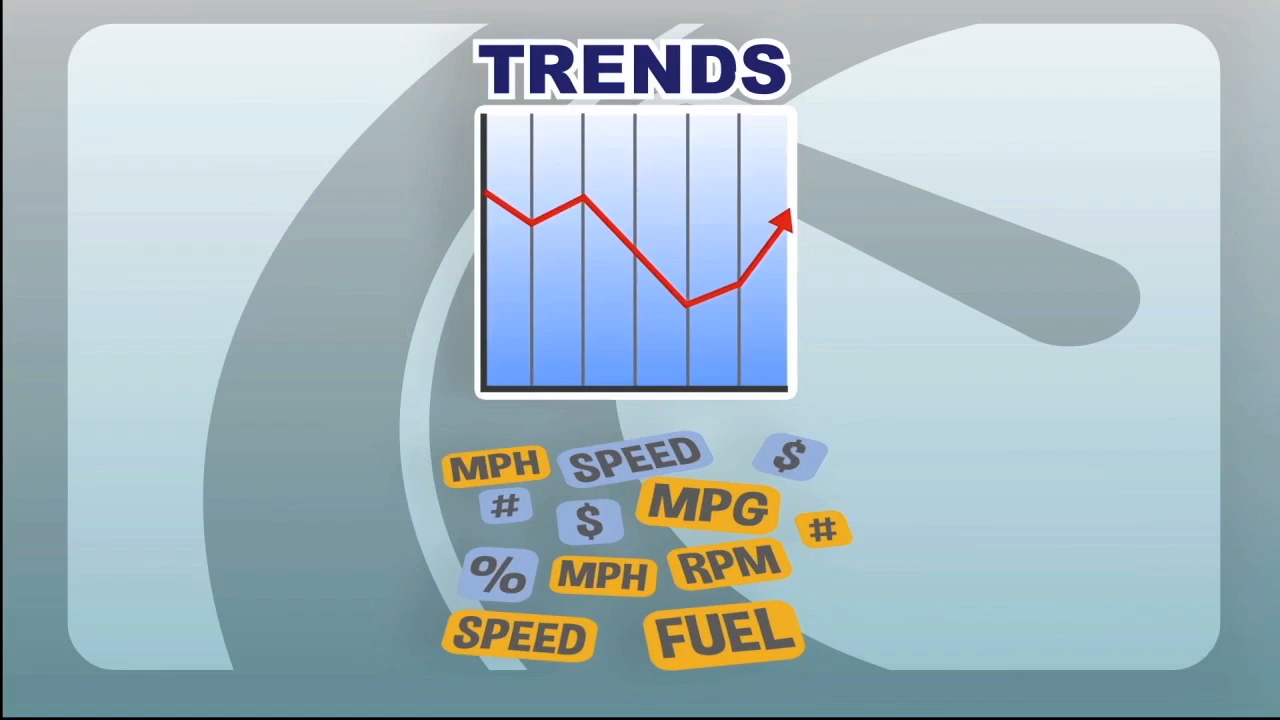 TRENDS
MPH SPEED $
# $ MPG #
% MPH RPM
SPEED FUEL